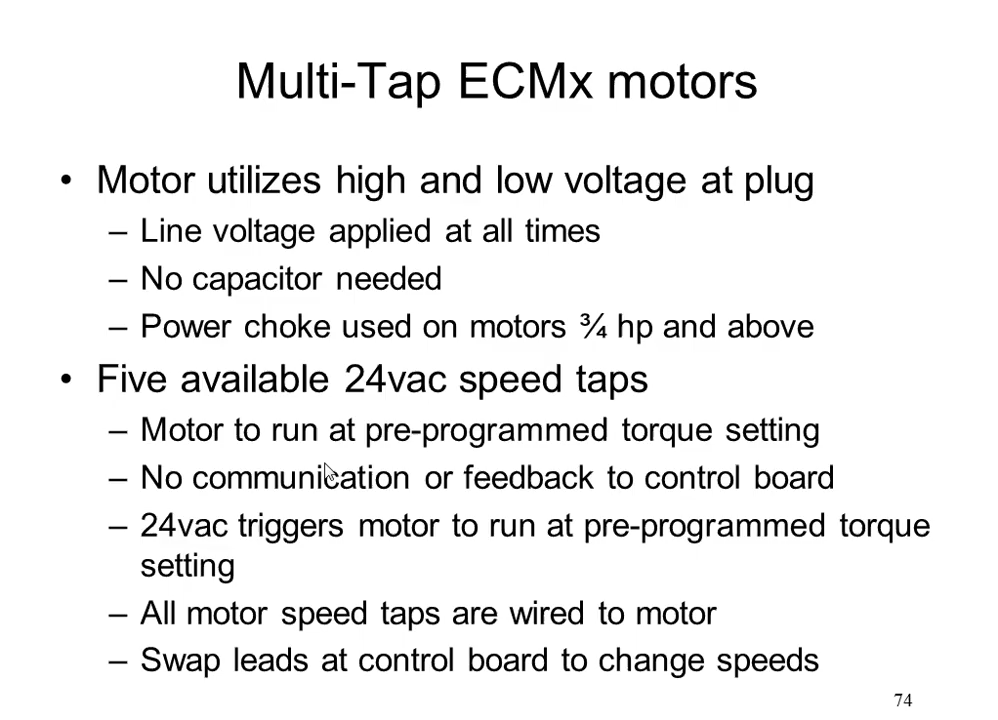 Multi-Tap ECMx motors
• Motor utilizes high and low voltage at plug
– Line voltage applied at all times
– No capacitor needed
– Power choke used on motors ¾ hp and above
• Five available 24vac speed taps
– Motor to run at pre-programmed torque setting
– No communication or feedback to control board
– 24vac triggers motor to run at pre-programmed torque
setting
– All motor speed taps are wired to motor
– Swap leads at control board to change speeds
74